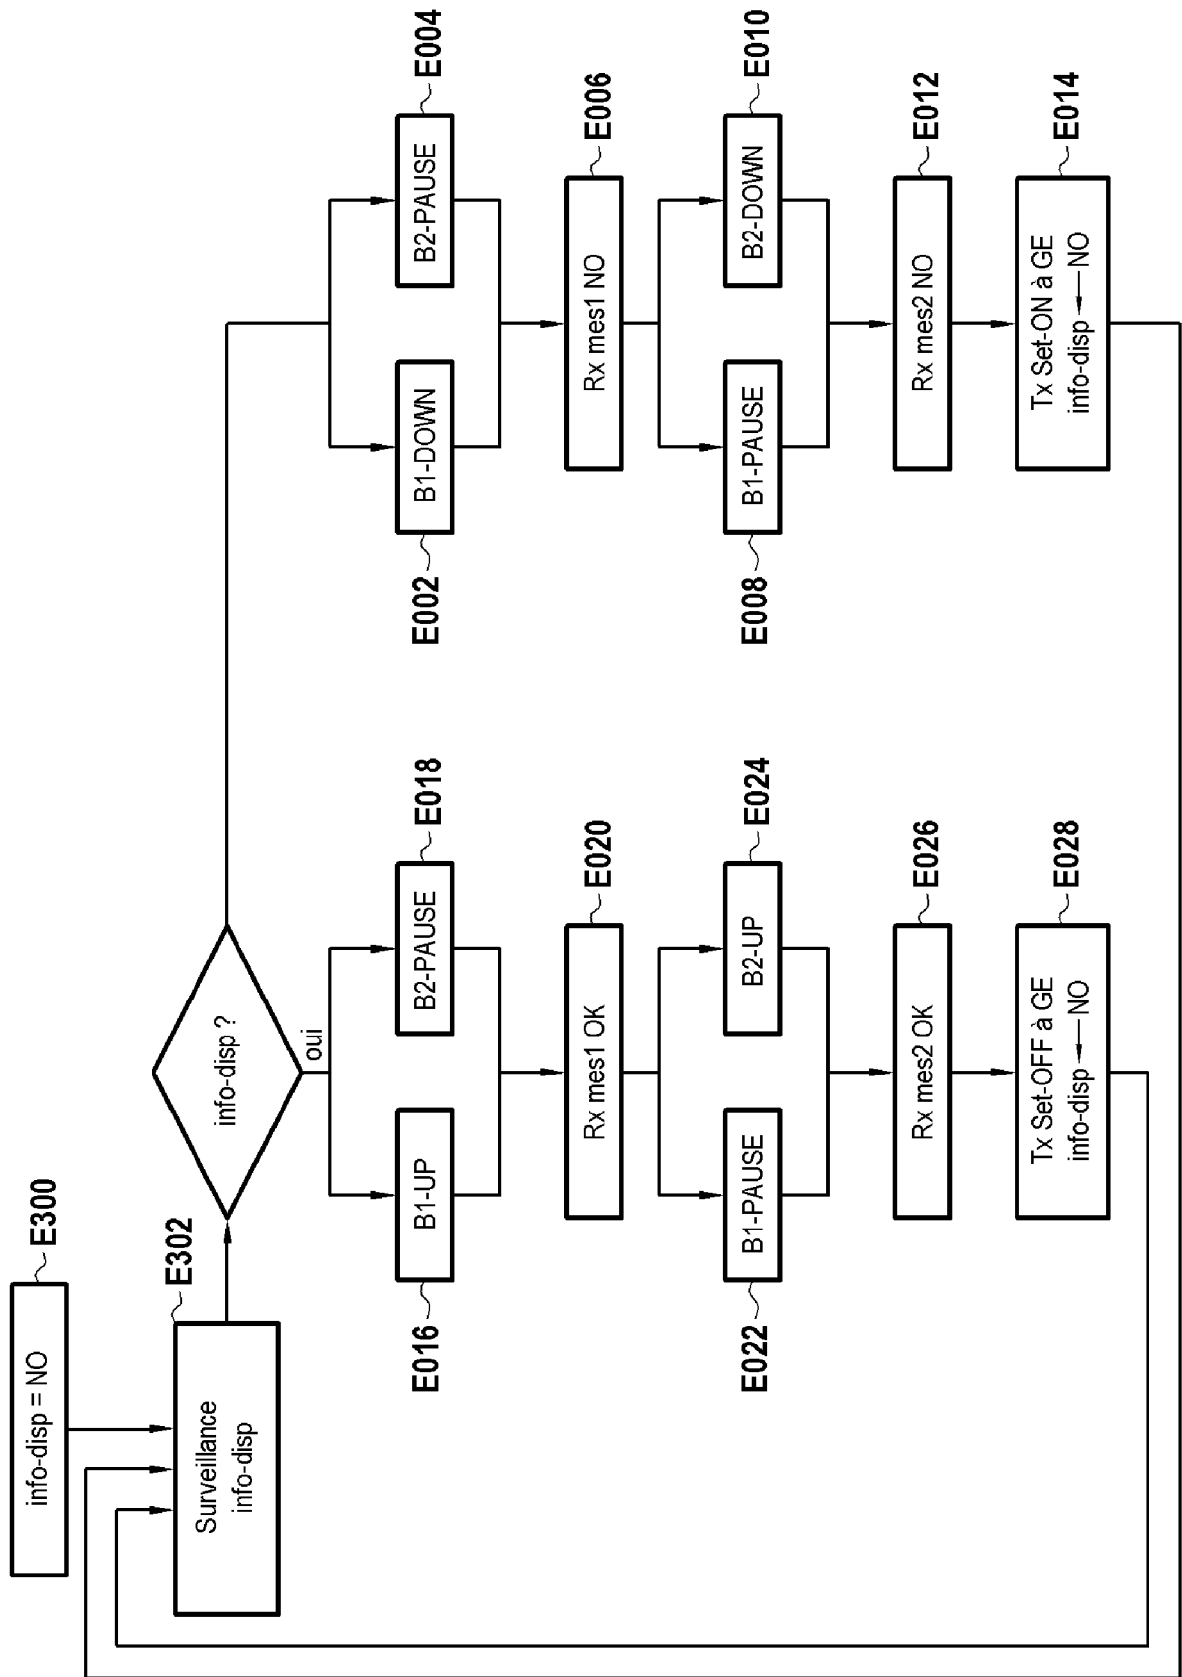 info-disp = NO
E300
Surveillance
info-disp
E302
info-disp ?
oui
E016
B1-UP
B2-PAUSE
E018
E002
B1-DOWN
B2-PAUSE
E004
Rx mes1 OK
E020
Rx mes1 NO
E006
E022
B1-PAUSE
B2-UP
E024
E008
B1-PAUSE
B2-DOWN
E010
Rx mes2 OK
E026
Rx mes2 NO
E012
Tx Set-OFF à GE
info-disp → NO
E028
Tx Set-ON à GE
info-disp → NO
E014